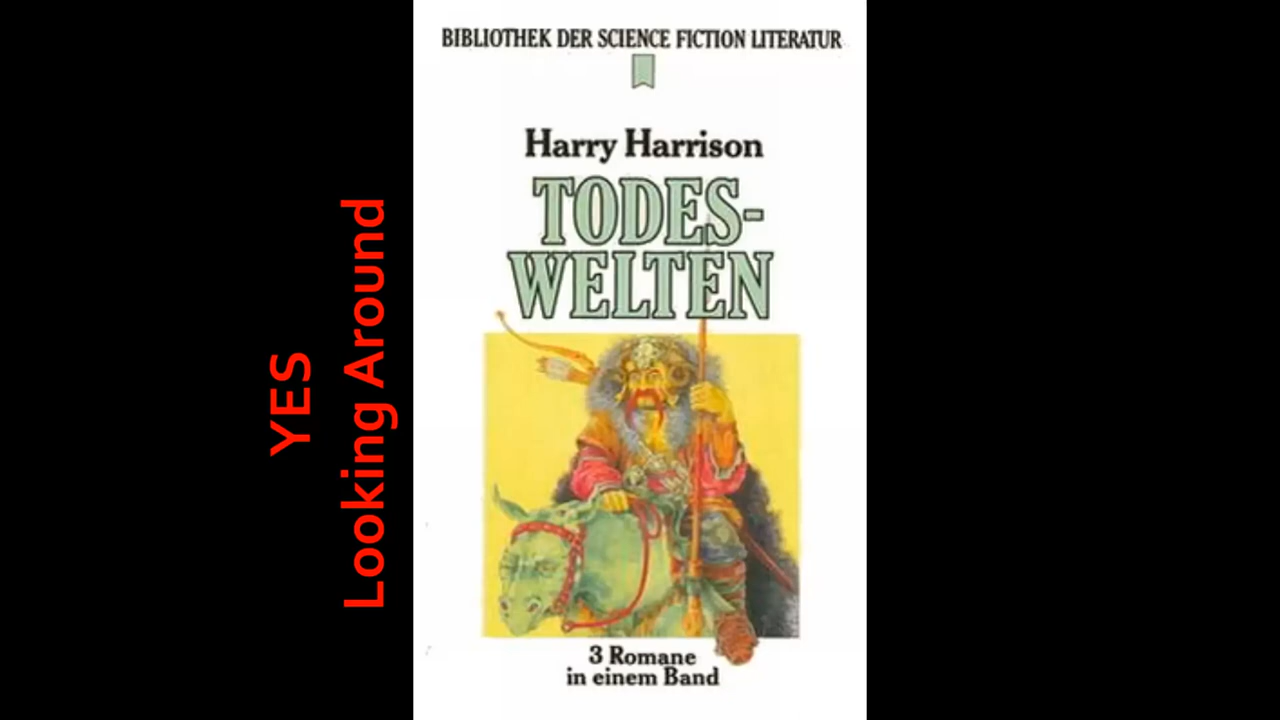 YES
Looking Around
BIBLIOTHEK DER SCIENCE FICTION LITERATUR
Harry Harrison
TODES-
WELTEN
3 Romane
in einem Band